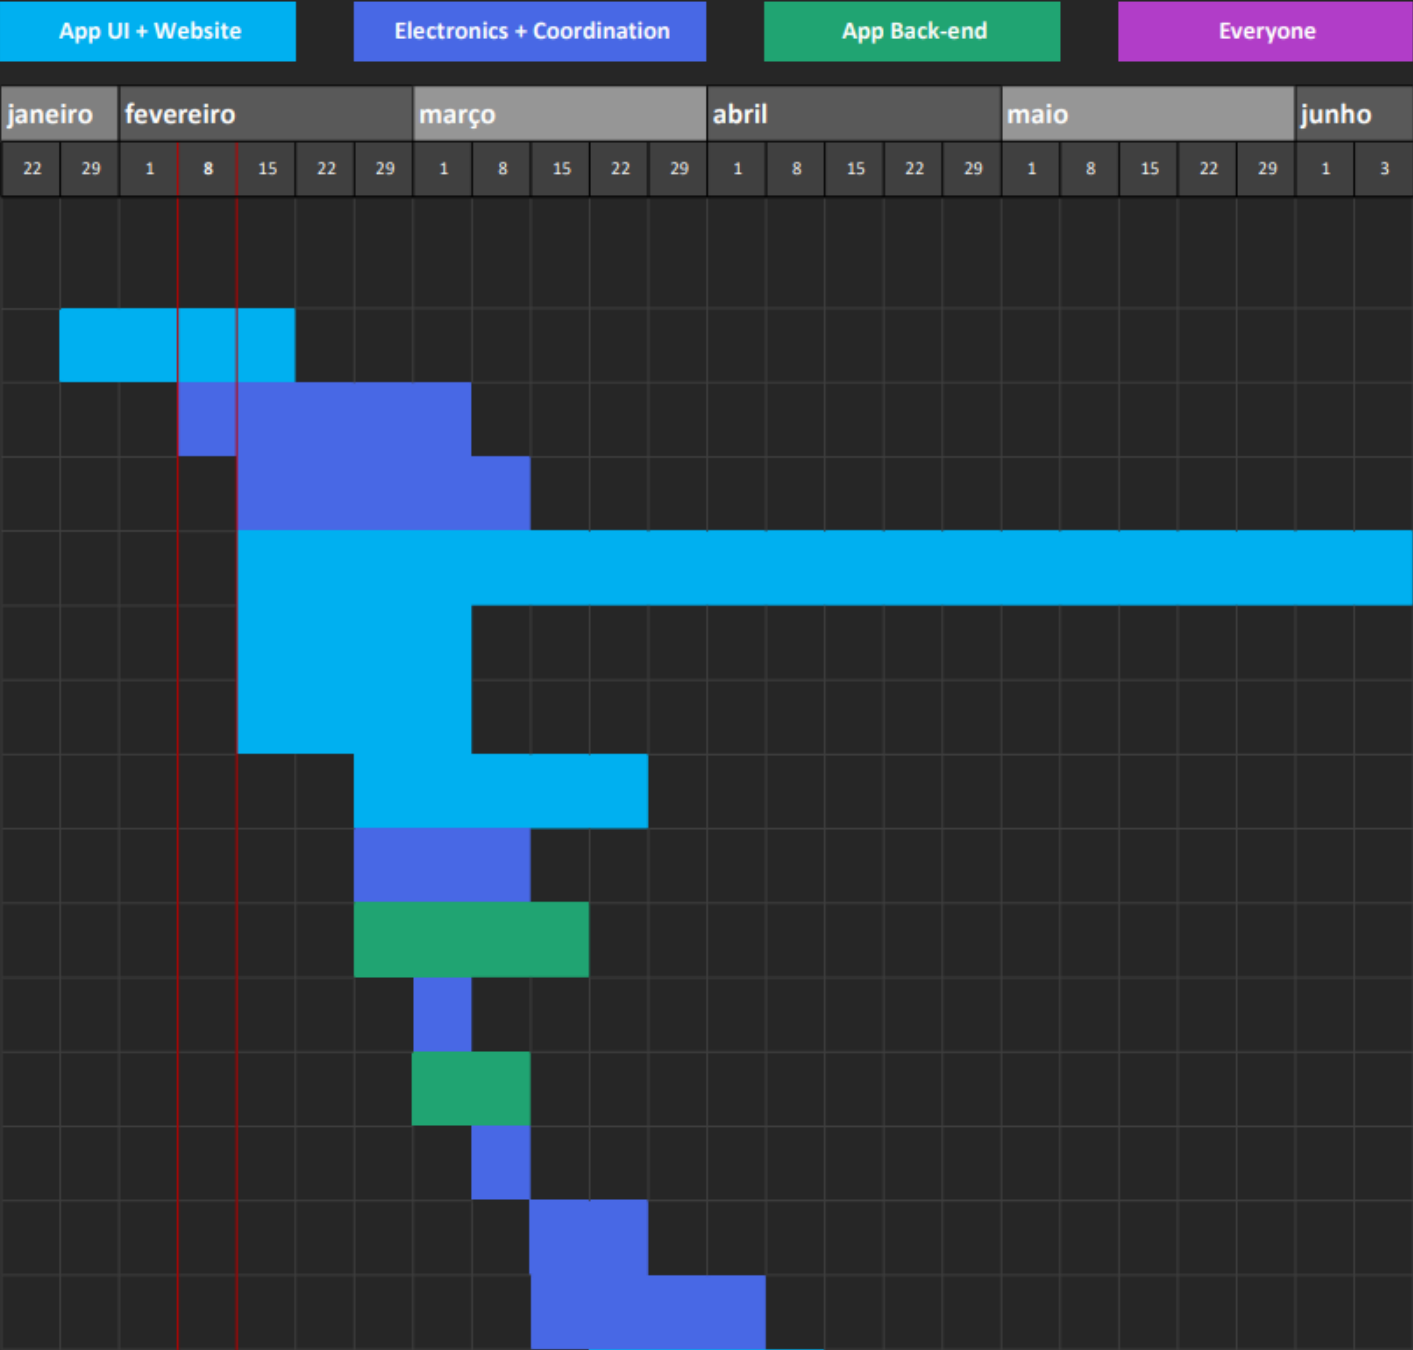 App UI + Website Electronics + Coordination App Back-end Everyone
janeiro fevereiro março abril maio junho
22 29 1 8 15 22 29 1 8 15 22 29 1 8 15 22 29 1 8 15 22 29 1 3